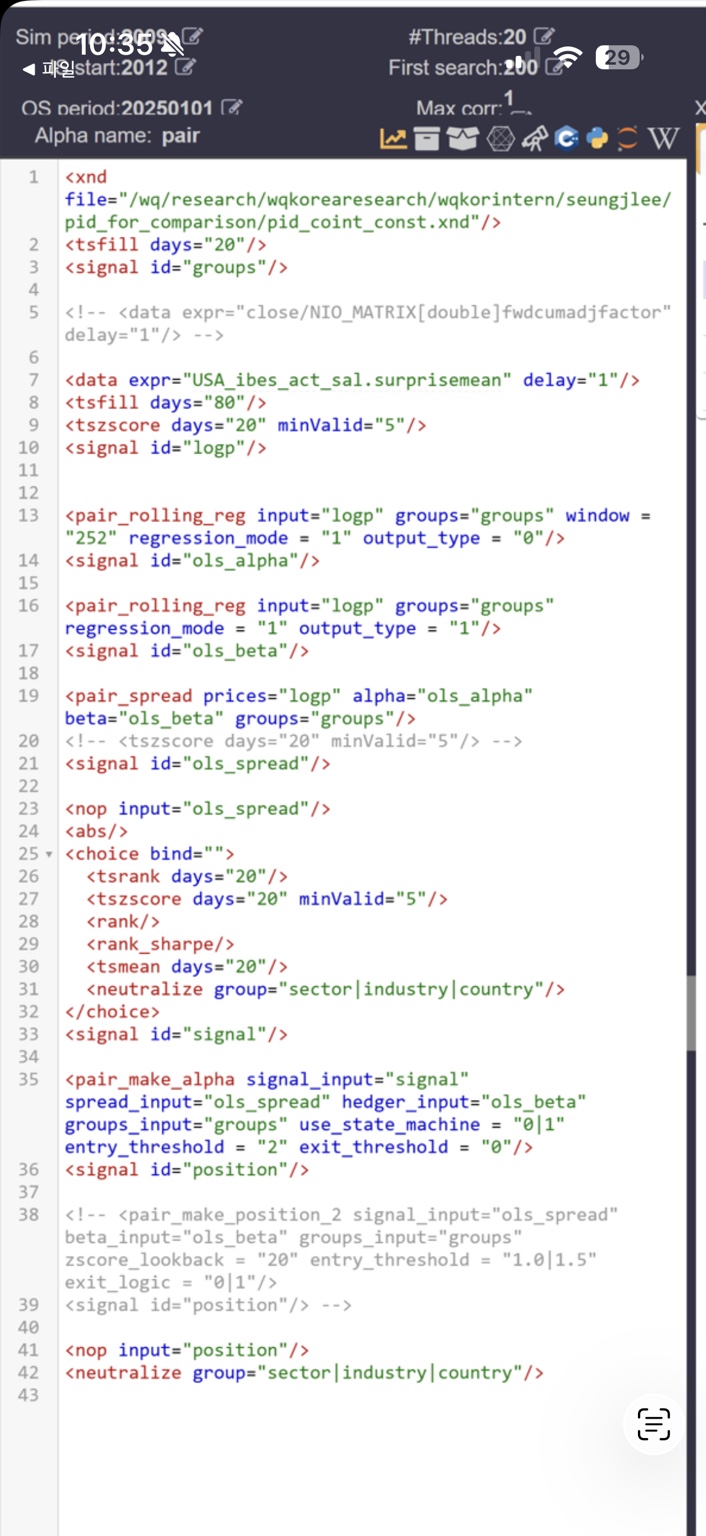 Sim period:2009
#Threads:20
10:35
◀ 파일
start:2012
First search:200
29
OS period:20250101
Max corr:1
X
Alpha name: pair
W
1 <xnd
file="/wq/research/wqkorearesearch/wqkorintern/seungjlee/
pid_for_comparison/pid_coint_const.xnd"/>
2 <tsfill days="20"/>
3 <signal id="groups"/>
4
5 <!-- <data expr="close/NIO_MATRIX[double]fwdcumadjfactor"
delay="1"/> -->
6
7 <data expr="USA_ibes_act_sal.surprisemean" delay="1"/>
8 <tsfill days="80"/>
9 <tszscore days="20" minValid="5"/>
10 <signal id="logp"/>
11
12
13 <pair_rolling_reg input="logp" groups="groups" window =
"252" regression_mode = "1" output_type = "0"/>
14 <signal id="ols_alpha"/>
15
16 <pair_rolling_reg input="logp" groups="groups"
regression_mode = "1" output_type = "1"/>
17 <signal id="ols_beta"/>
18
19 <pair_spread prices="logp" alpha="ols_alpha"
beta="ols_beta" groups="groups"/>
20 <!-- <tszscore days="20" minValid="5"/> -->
21 <signal id="ols_spread"/>
22
23 <nop input="ols_spread"/>
24 <abs/>
25 <choice bind="">
26 <tsrank days="20"/>
27 <tszscore days="20" minValid="5"/>
28 <rank/>
29 <rank_sharpe/>
30 <tsmean days="20"/>
31 <neutralize group="sector|industry|country"/>
32 </choice>
33 <signal id="signal"/>
34
35 <pair_make_alpha signal_input="signal"
spread_input="ols_spread" hedger_input="ols_beta"
groups_input="groups" use_state_machine = "0|1"
entry_threshold = "2" exit_threshold = "0"/>
36 <signal id="position"/>
37
38 <!-- <pair_make_position_2 signal_input="ols_spread"
beta_input="ols_beta" groups_input="groups"
zscore_lookback = "20" entry_threshold = "1.0|1.5"
exit_logic = "0|1"/>
39 <signal id="position"/> -->
40
41 <nop input="position"/>
42 <neutralize group="sector|industry|country"/>
43